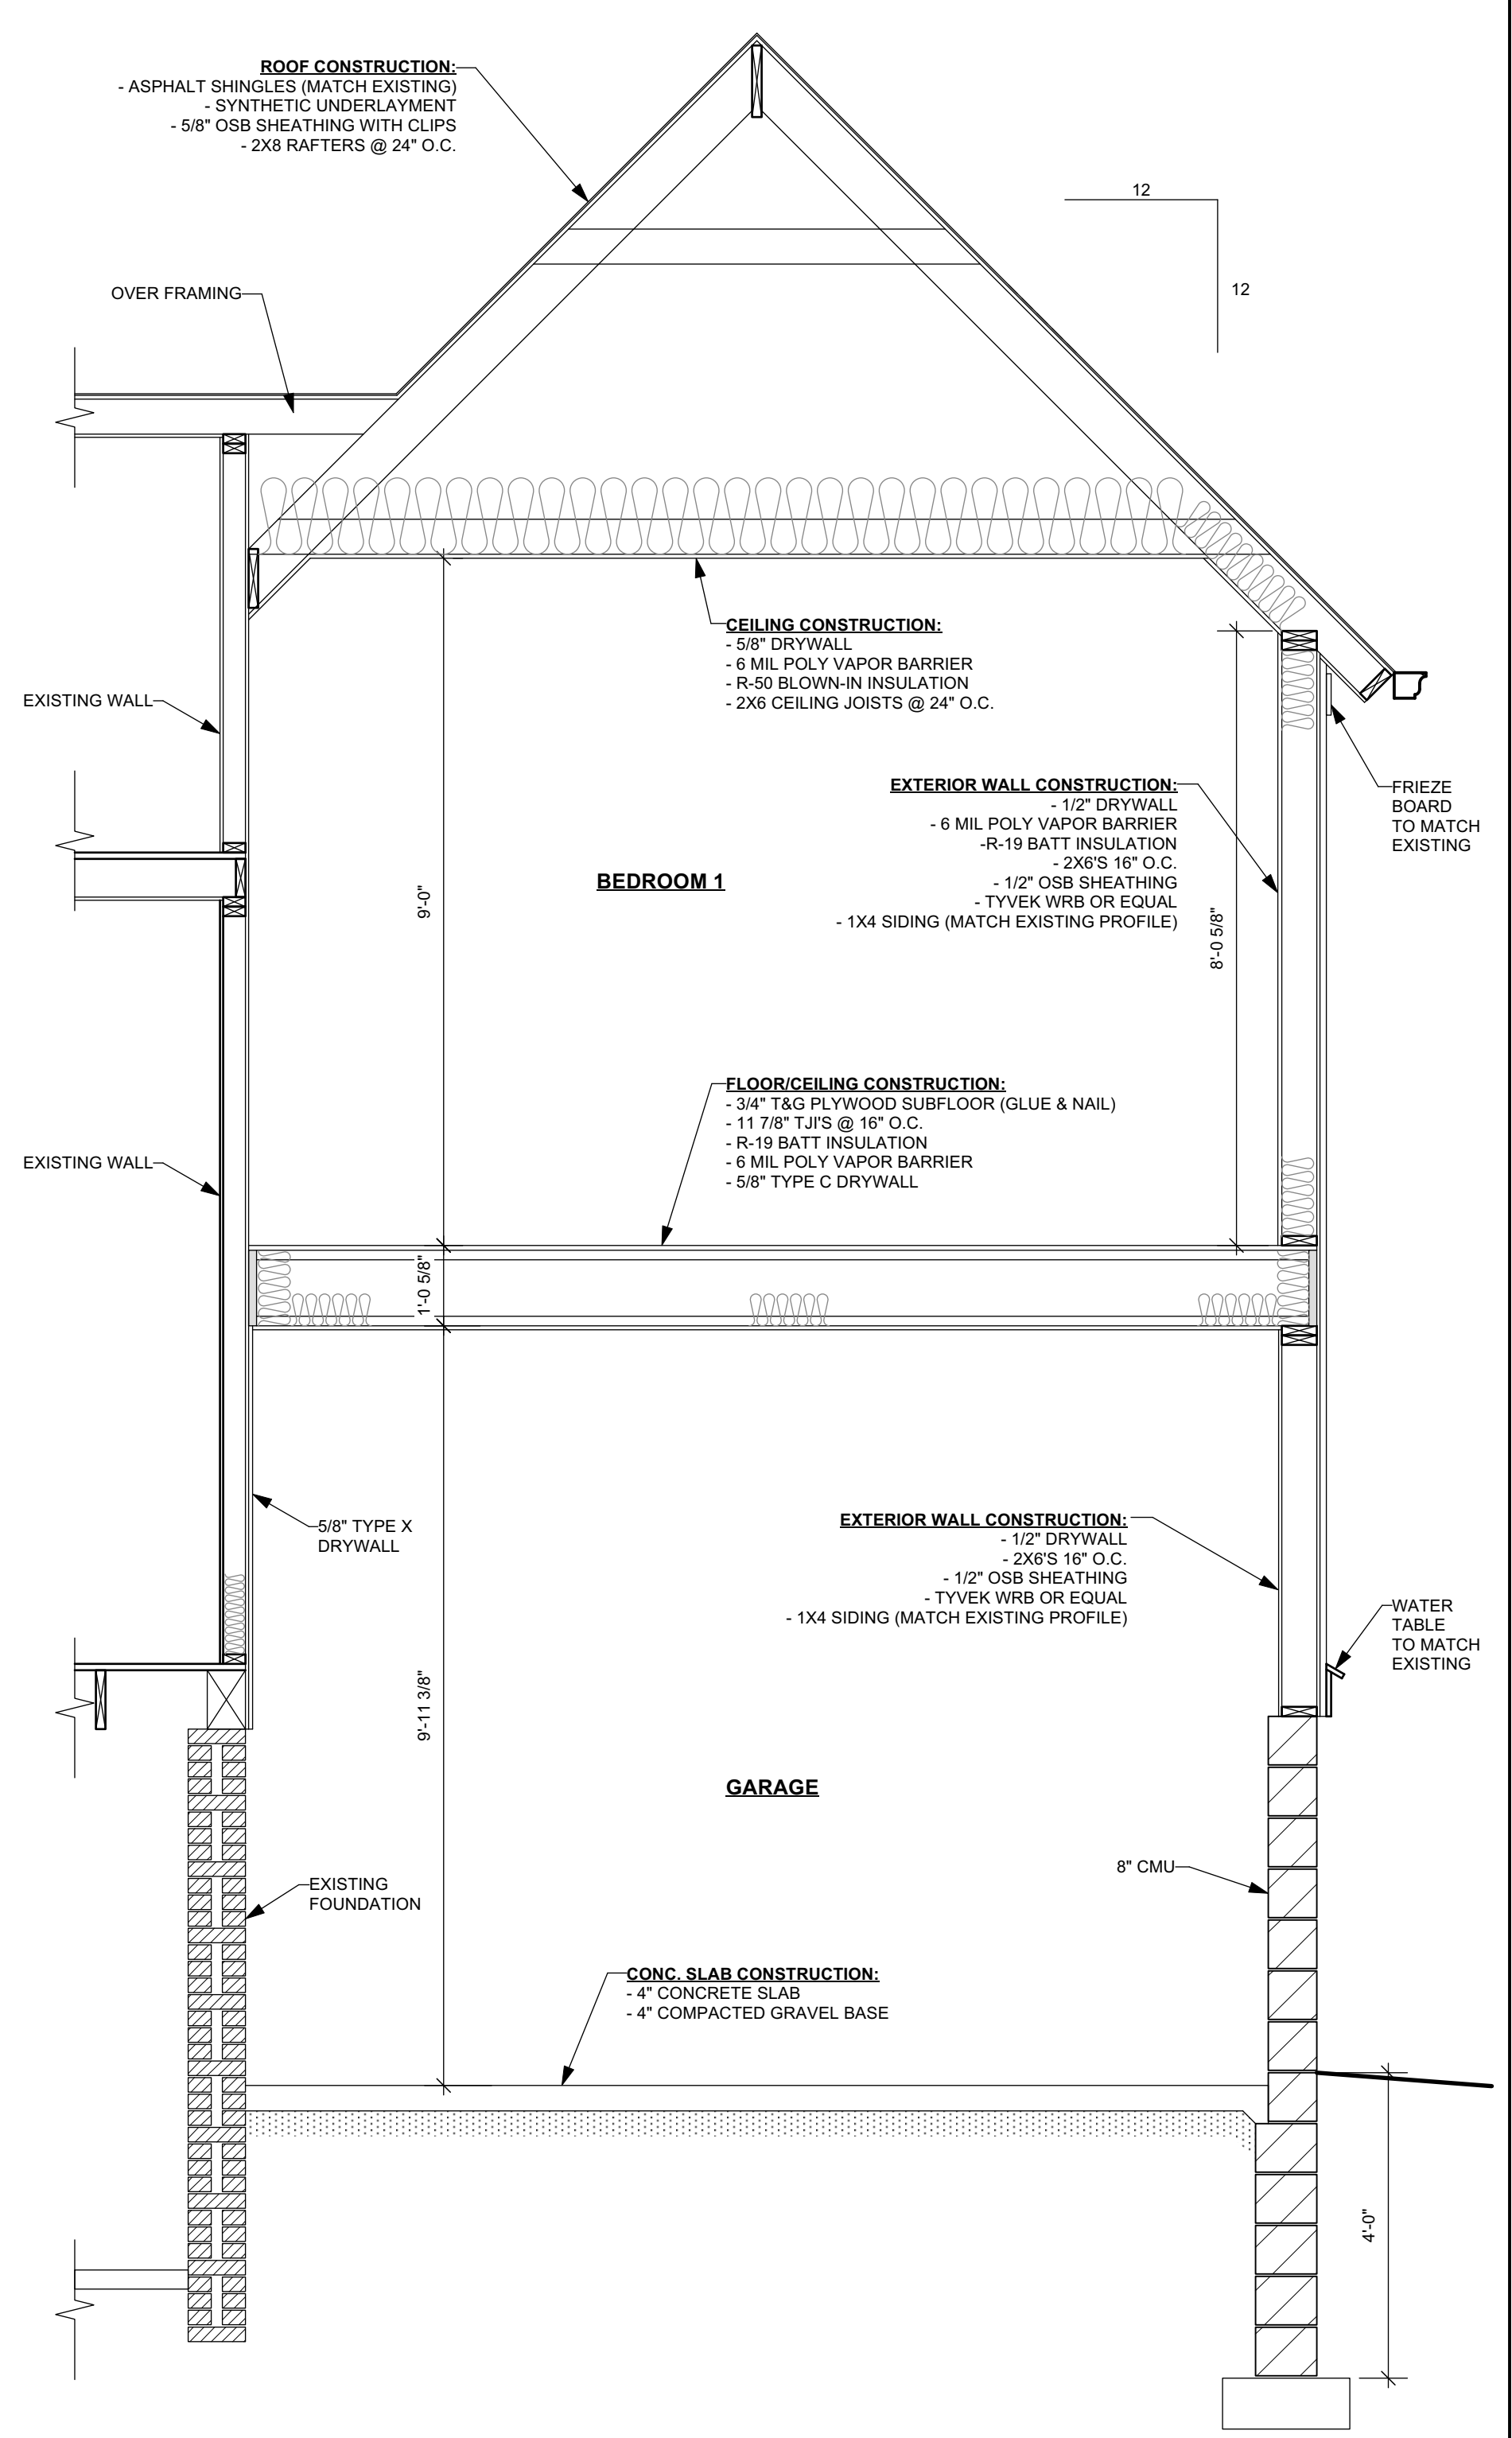 ROOF CONSTRUCTION:
- ASPHALT SHINGLES (MATCH EXISTING)
- SYNTHETIC UNDERLAYMENT
- 5/8" OSB SHEATHING WITH CLIPS
- 2X8 RAFTERS @ 24" O.C.
12
12
OVER FRAMING
CEILING CONSTRUCTION:
- 5/8" DRYWALL
- 6 MIL POLY VAPOR BARRIER
- R-50 BLOWN-IN INSULATION
- 2X6 CEILING JOISTS @ 24" O.C.
EXISTING WALL
EXTERIOR WALL CONSTRUCTION:
- 1/2" DRYWALL
- 6 MIL POLY VAPOR BARRIER
-R-19 BATT INSULATION
- 2X6'S 16" O.C.
- 1/2" OSB SHEATHING
- TYVEK WRB OR EQUAL
- 1X4 SIDING (MATCH EXISTING PROFILE)
FRIEZE
BOARD
TO MATCH
EXISTING
BEDROOM 1
9'-0"
8'-0 5/8"
FLOOR/CEILING CONSTRUCTION:
- 3/4" T&G PLYWOOD SUBFLOOR (GLUE & NAIL)
- 11 7/8" TJI'S @ 16" O.C.
- R-19 BATT INSULATION
- 6 MIL POLY VAPOR BARRIER
- 5/8" TYPE C DRYWALL
EXISTING WALL
1'-0 5/8"
5/8" TYPE X
DRYWALL
EXTERIOR WALL CONSTRUCTION:
- 1/2" DRYWALL
- 2X6'S 16" O.C.
- 1/2" OSB SHEATHING
- TYVEK WRB OR EQUAL
- 1X4 SIDING (MATCH EXISTING PROFILE)
WATER
TABLE
TO MATCH
EXISTING
9'-11 3/8"
GARAGE
8" CMU
EXISTING
FOUNDATION
CONC. SLAB CONSTRUCTION:
- 4" CONCRETE SLAB
- 4" COMPACTED GRAVEL BASE
4'-0"